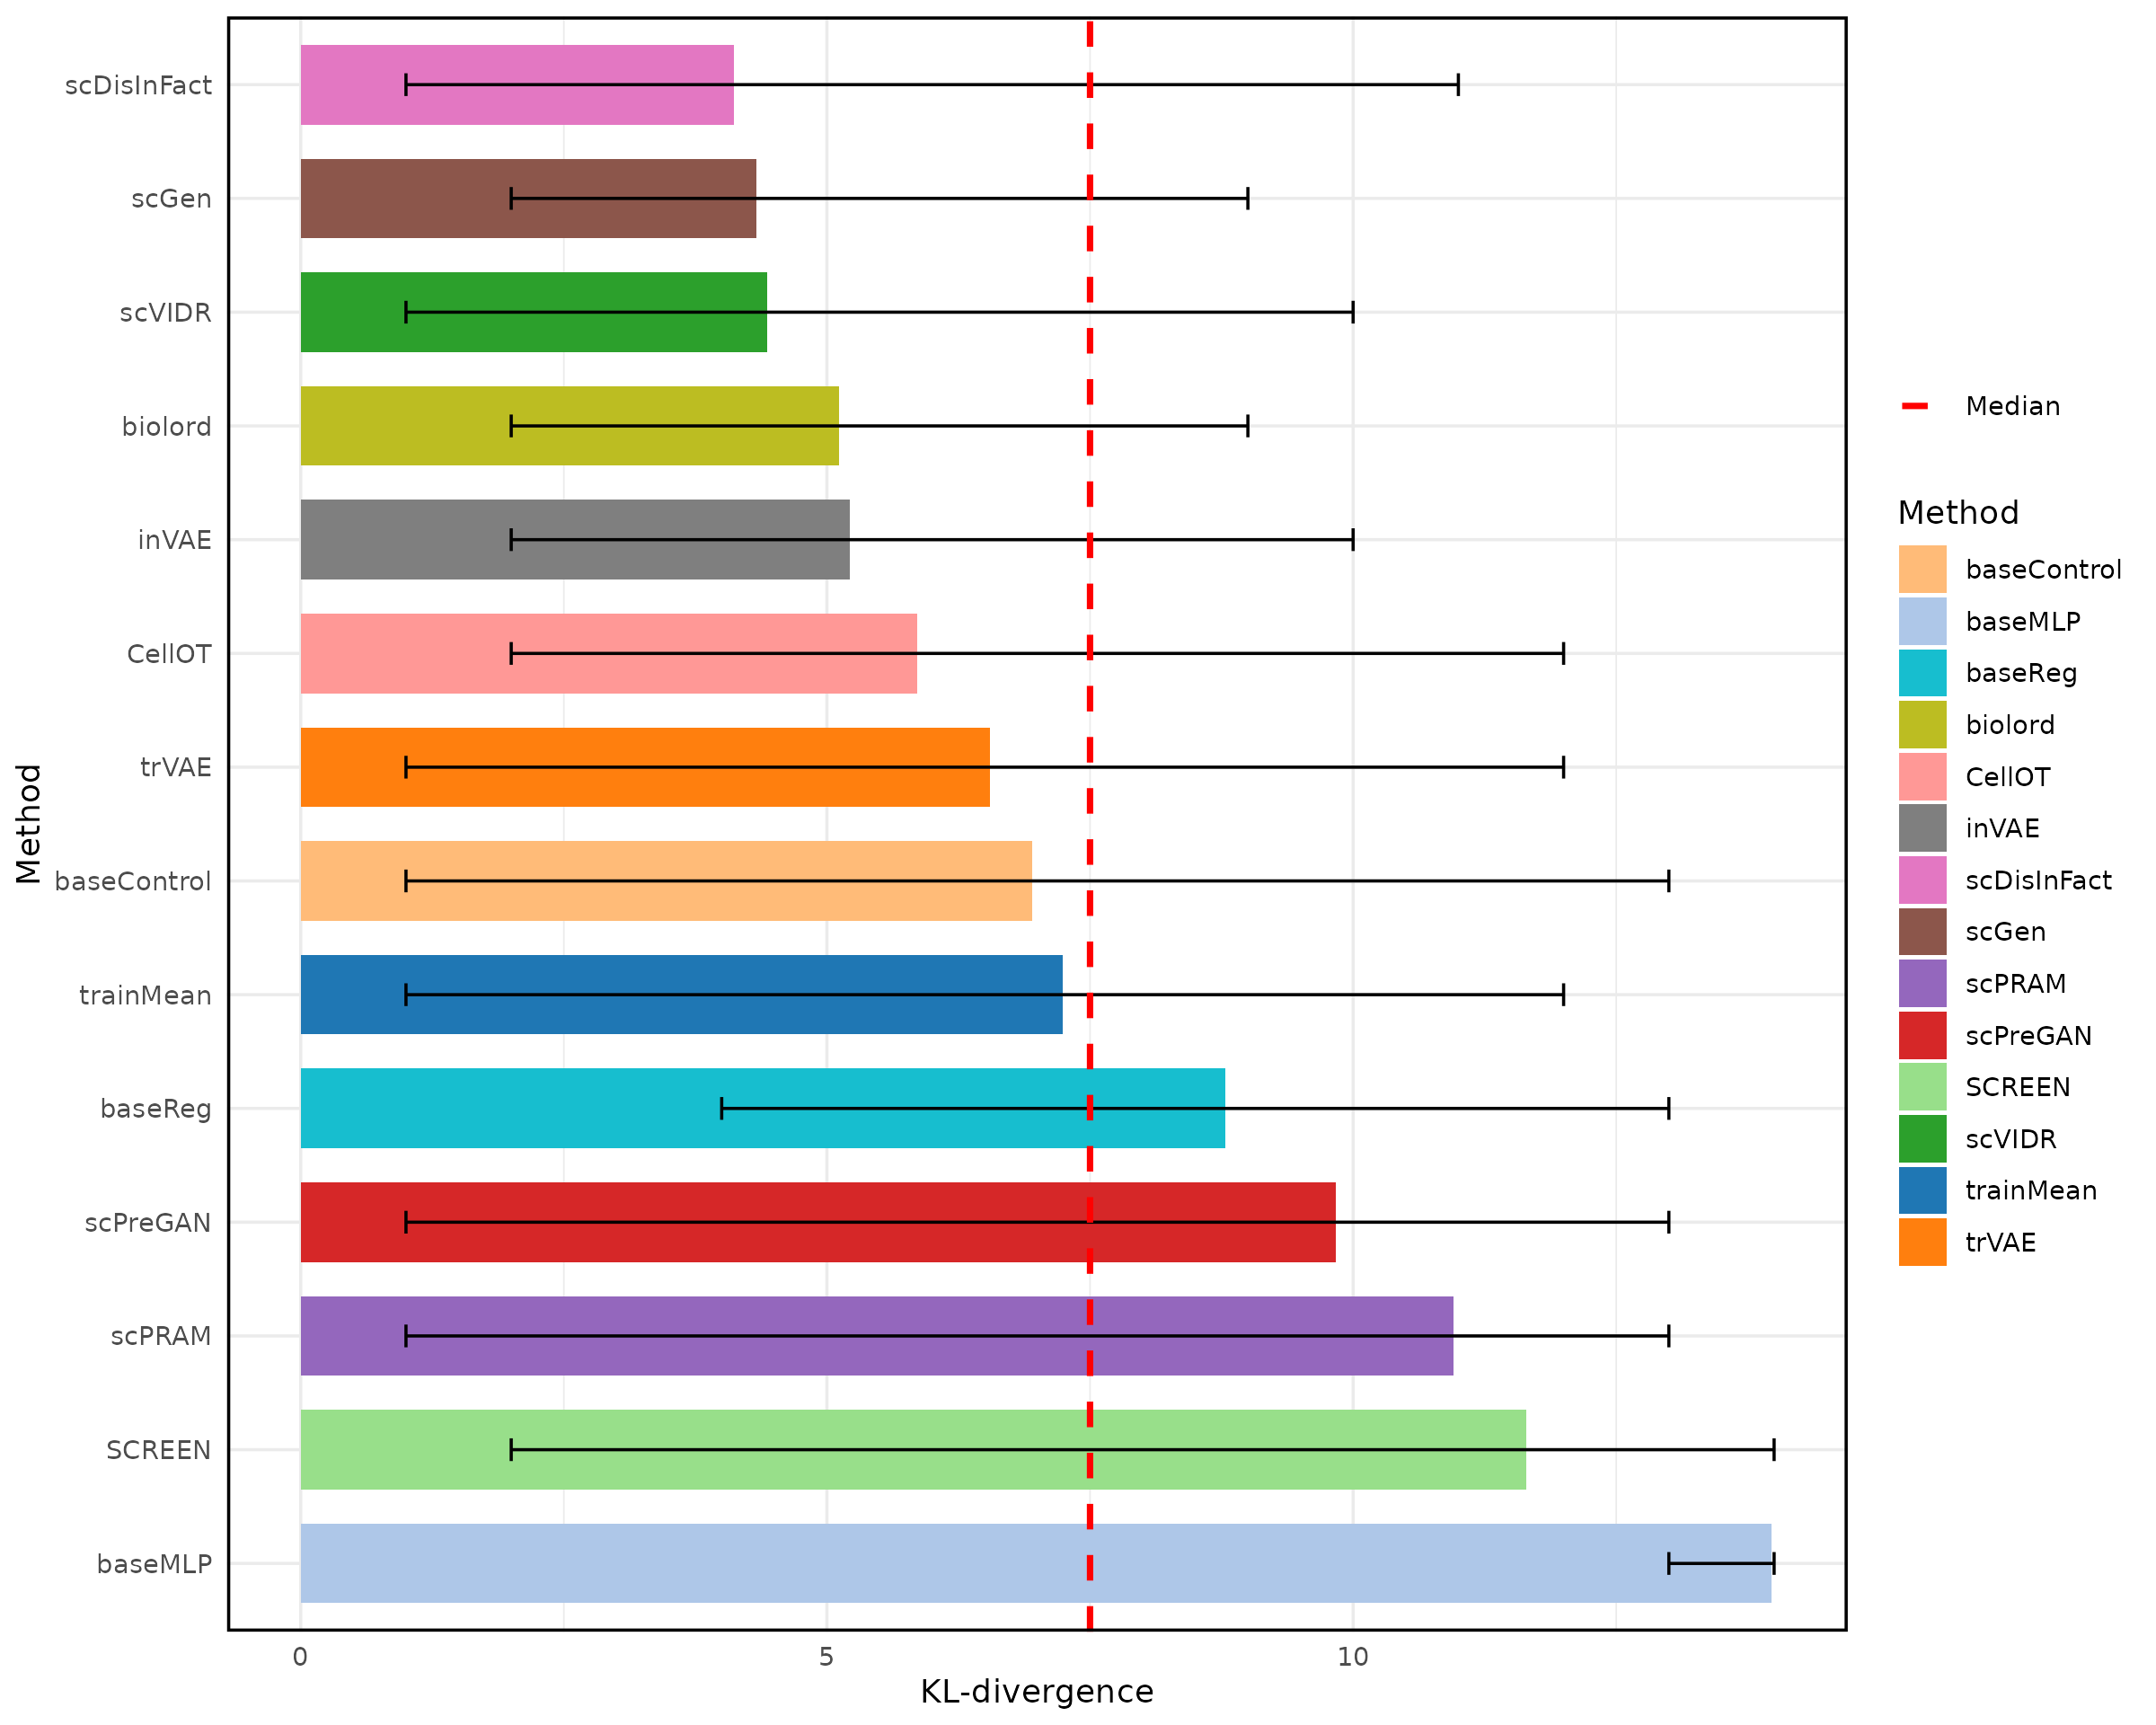 scDisInFact
scGen
scVIDR
biolord
inVAE
CellOT
trVAE
baseControl
trainMean
baseReg
scPreGAN
scPRAM
SCREEN
baseMLP
Method
0
5
10
KL-divergence
Median
Method
baseControl
baseMLP
baseReg
biolord
CellOT
inVAE
scDisInFact
scGen
scPRAM
scPreGAN
SCREEN
scVIDR
trainMean
trVAE